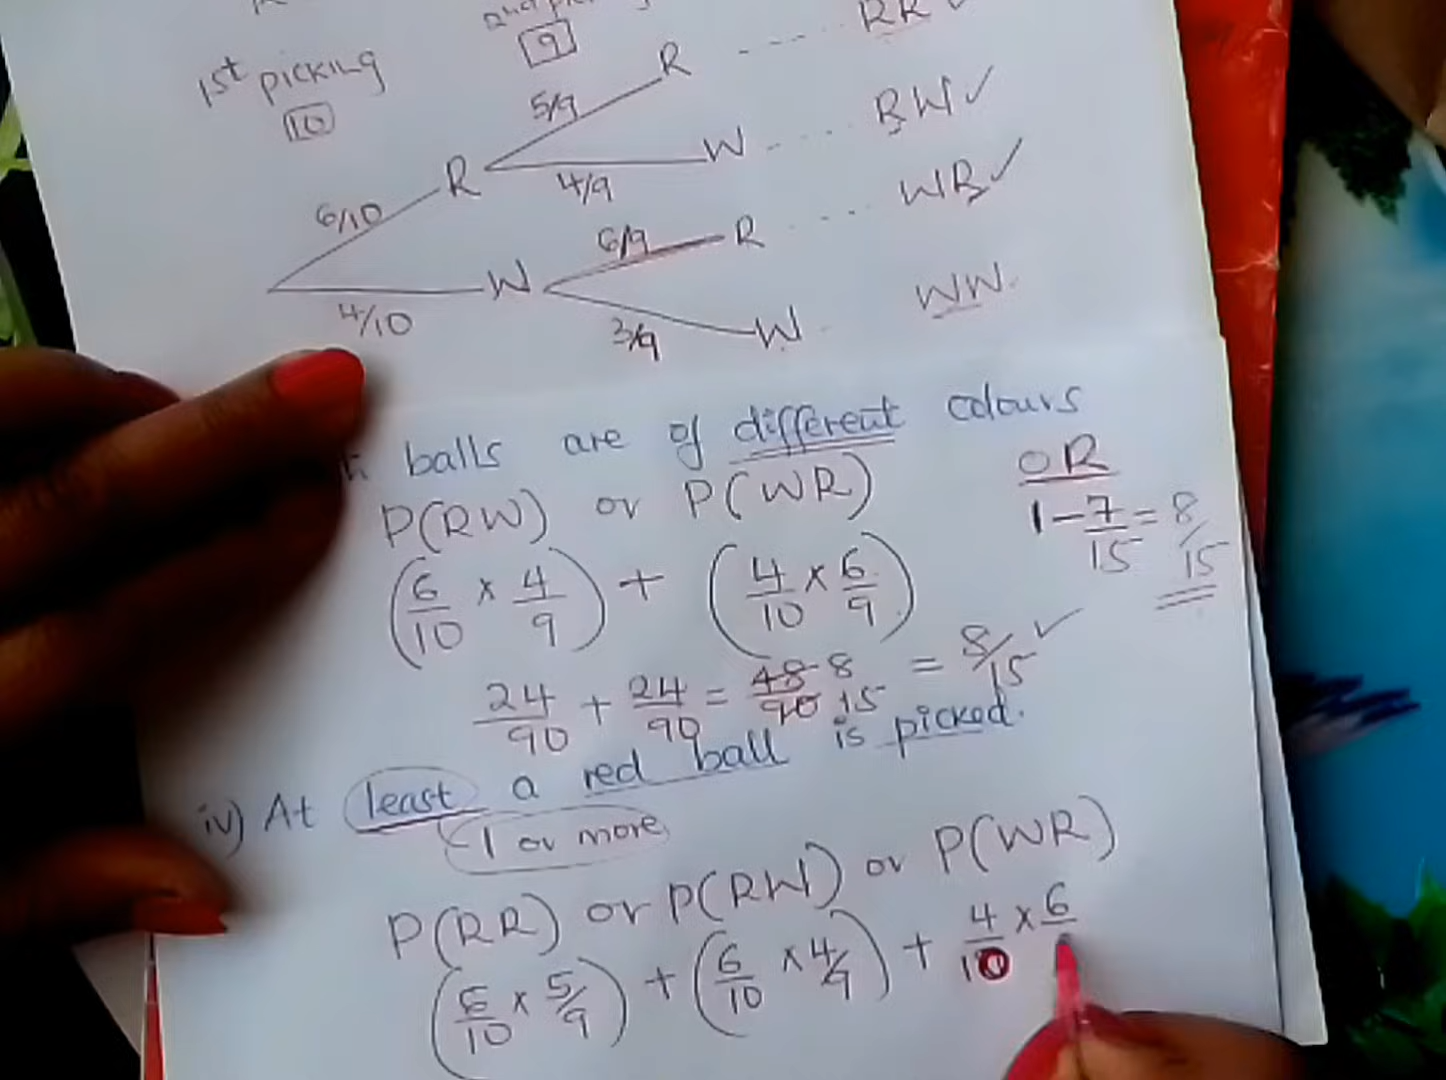 1st picking
10
9
R
RR ✓
5/9
W
RW ✓
R
4/9
6/10
6/9
R
WR ✓
4/10
W
3/9
W
WW
balls are of different colours
P(RW) or P(WR)
OR
1 - 7/15 = 8/15
(6/10 × 4/9) + (4/10 × 6/9)
24/90 + 24/90 = 48/90 8/15 = 8/15 ✓
iv) At least a red ball is picked.
1 or more
P(RR) or P(RW) or P(WR)
(6/10 × 5/9) + (6/10 × 4/9) + 4/10 × 6